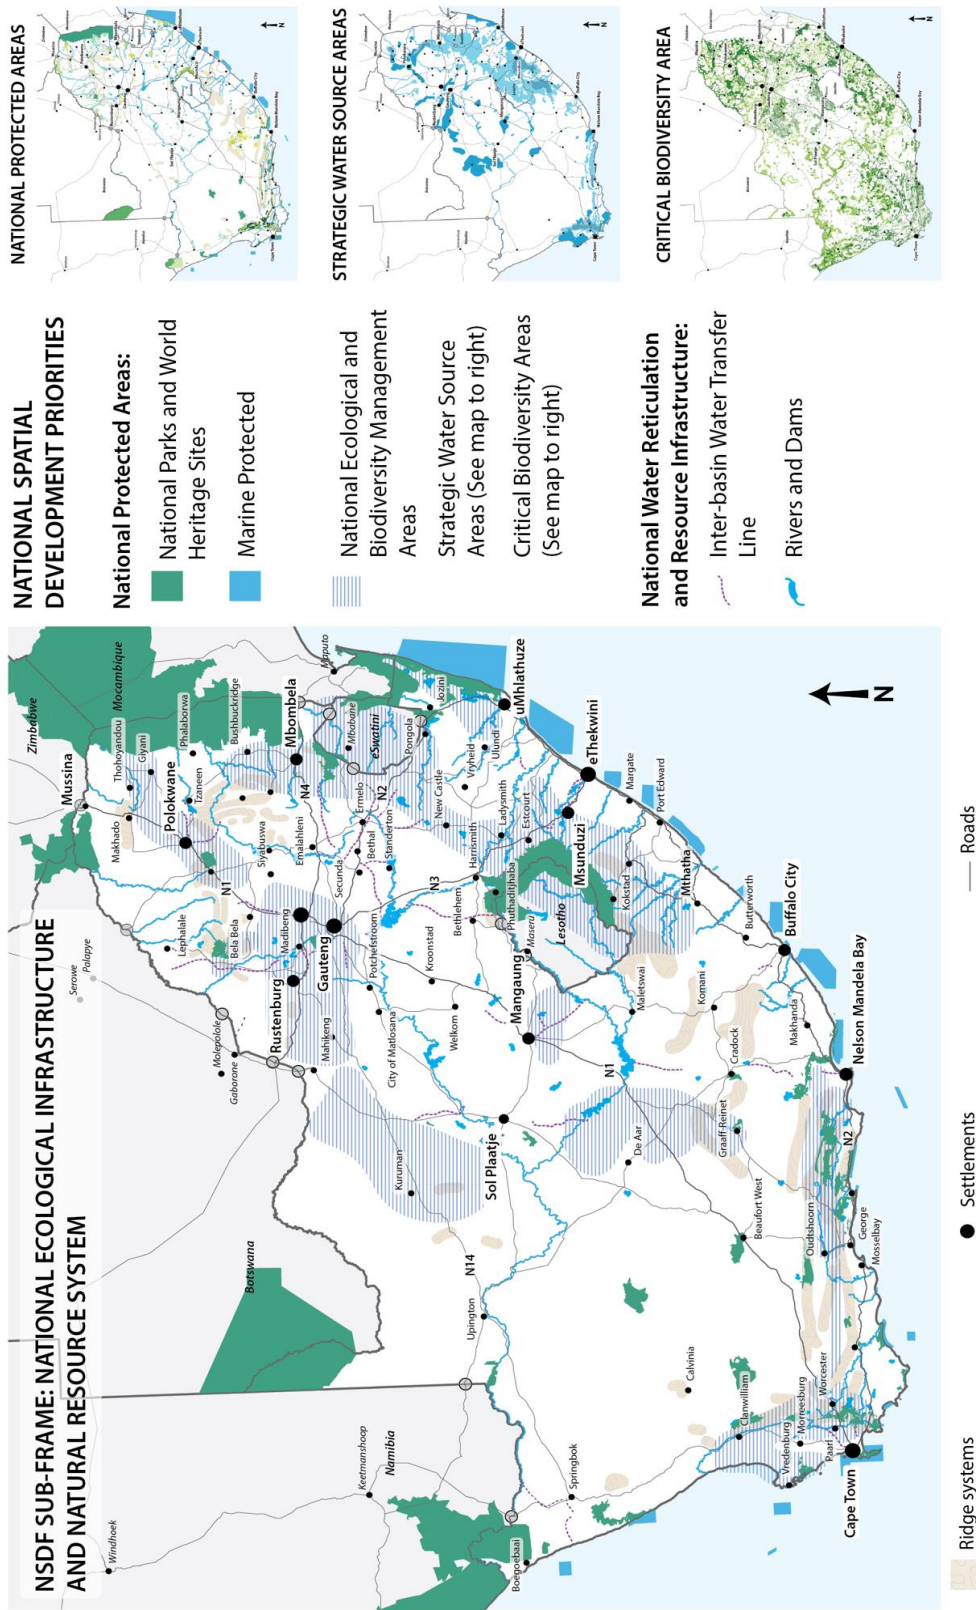 NSDF SUB-FRAME: NATIONAL ECOLOGICAL INFRASTRUCTURE
AND NATURAL RESOURCE SYSTEM
Windhoek
Keetmanshoop
Namibia
Botswana
Serowe
Palapye
Molepolole
Gaborone
Zimbabwe
Mocambique
Maputo
Mussina
Makhado
Thohoyandou
Giyani
Phalaborwa
Tzaneen
Polokwane
Bushbuckridge
Lephalale
N1
Bela Bela
Siyabuswa
Mbombela
N4
Emalahleni
Madibeng
Rustenburg
Gauteng
Mahikeng
Secunda
Bethal
Ermelo
Standerton
Mbabane
eSwatini
N2
Pongola
Jozini
Potchefstroom
City of Matlosana
Kroonstad
Welkom
N3
New Castle
Vryheid
Ulundi
uMhlathuze
Ladysmith
Estcourt
Harrismith
Bethlehem
Phuthaditjhaba
Maseru
Lesotho
Mangaung
Msunduzi
eThekwini
Margate
Port Edward
Kokstad
Mthatha
Butterworth
Buffalo City
Kuruman
N14
Upington
Sol Plaatje
N1
Maletswai
Komani
Cradock
Makhanda
Nelson Mandela Bay
De Aar
Graaff-Reinet
Beaufort West
N2
Oudtshoorn
George
Mosselbay
Boegoebaai
Springbok
Calvinia
Clanwilliam
Vredenburg
Morreesburg
Worcester
Paarl
Cape Town
N
Ridge systems
Settlements
Roads
NATIONAL SPATIAL
DEVELOPMENT PRIORITIES
National Protected Areas:
National Parks and World
Heritage Sites
Marine Protected
National Ecological and
Biodiversity Management
Areas
Strategic Water Source
Areas (See map to right)
Critical Biodiversity Areas
(See map to right)
National Water Reticulation
and Resource Infrastructure:
Inter-basin Water Transfer
Line
Rivers and Dams
NATIONAL PROTECTED AREAS
N
STRATEGIC WATER SOURCE AREAS
N
CRITICAL BIODIVERSITY AREA
N